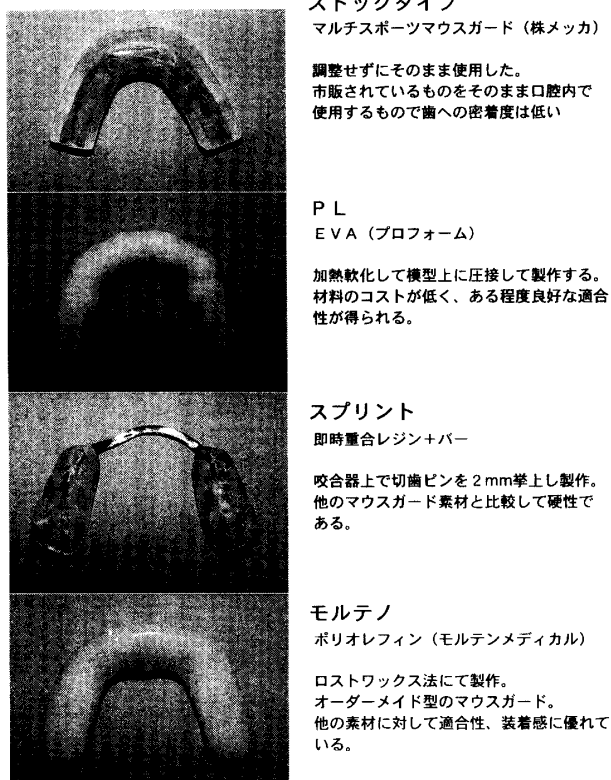 ストックタイプ
マルチスポーツマウスガード（株メッカ）
調整せずにそのまま使用した。
市販されているものをそのまま口腔内で
使用するもので歯への密着度は低い
ＰＬ
ＥＶＡ（プロフォーム）
加熱軟化して模型上に圧接して製作する。
材料のコストが低く、ある程度良好な適合
性が得られる。
スプリント
即時重合レジン＋バー
咬合器上で切歯ピンを２mm挙上し製作。
他のマウスガード素材と比較して硬性で
ある。
モルテノ
ポリオレフィン（モルテンメディカル）
ロストワックス法にて製作。
オーダーメイド型のマウスガード。
他の素材に対して適合性、装着感に優れて
いる。